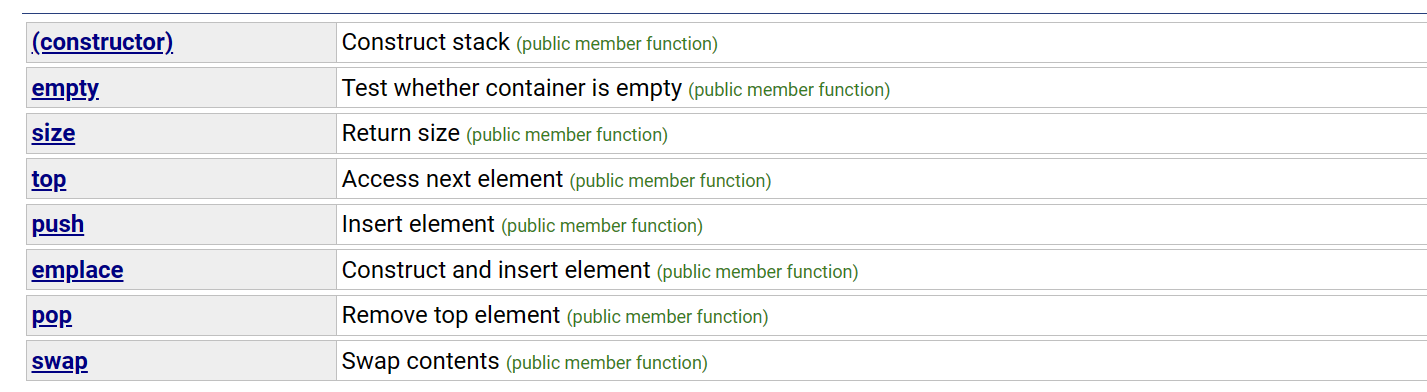 (constructor) Construct stack (public member function)
empty Test whether container is empty (public member function)
size Return size (public member function)
top Access next element (public member function)
push Insert element (public member function)
emplace Construct and insert element (public member function)
pop Remove top element (public member function)
swap Swap contents (public member function)